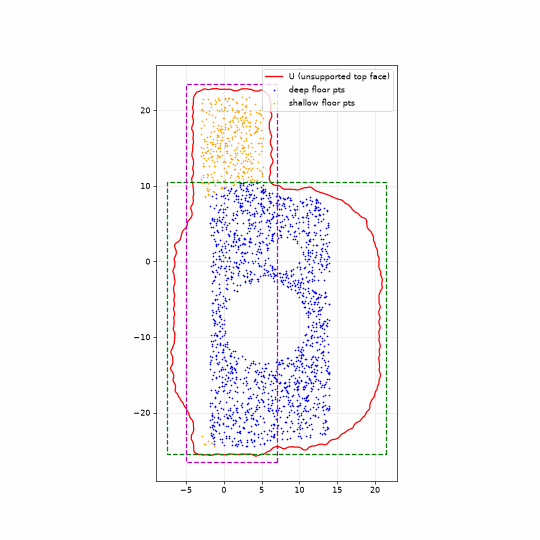 U (unsupported top face)
deep floor pts
shallow floor pts
20
10
0
−10
−20
−5 0 5 10 15 20